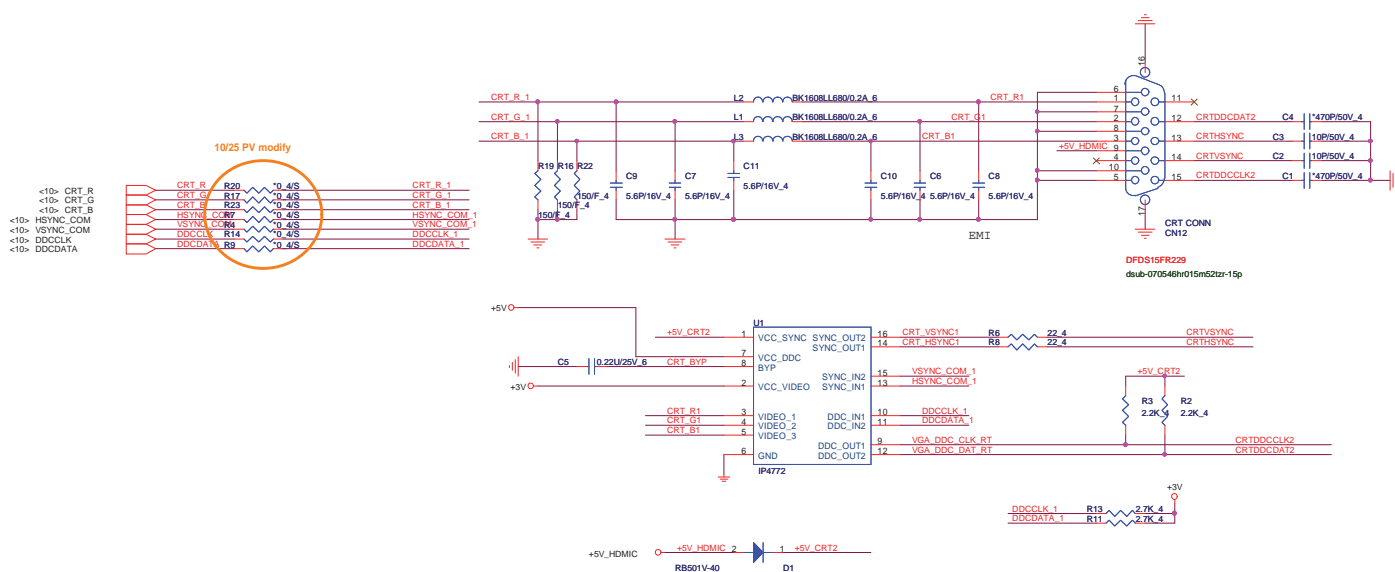 16
CRT_R_1 L2 BK1608LL680/0.2A_6 CRT_R1
CRT_G_1 L1 BK1608LL680/0.2A_6 CRT_G1
CRT_B_1 L3 BK1608LL680/0.2A_6 CRT_B1
+5V_HDMIC
6
1
7
2
8
3
9
4
10
5
11
12 CRTDDCDAT2 C4 *470P/50V_4
13 CRTHSYNC C3 10P/50V_4
14 CRTVSYNC C2 10P/50V_4
15 CRTDDCCLK2 C1 *470P/50V_4
17
CRT CONN
CN12
DFDS15FR229
dsub-070546hr015m52tzr-15p
R19 R16 R22
150/F_4
150/F_4
150/F_4
C9
5.6P/16V_4
C7
5.6P/16V_4
C11
5.6P/16V_4
C10
5.6P/16V_4
C6
5.6P/16V_4
C8
5.6P/16V_4
EMI
10/25 PV modify
<10> CRT_R CRT_R R20 *0_4/S CRT_R_1
<10> CRT_G CRT_G R17 *0_4/S CRT_G_1
<10> CRT_B CRT_B R23 *0_4/S CRT_B_1
<10> HSYNC_COM HSYNC_COM R7 *0_4/S HSYNC_COM_1
<10> VSYNC_COM VSYNC_COM R4 *0_4/S VSYNC_COM_1
<10> DDCCLK DDCCLK R14 *0_4/S DDCCLK_1
<10> DDCDATA DDCDATA R9 *0_4/S DDCDATA_1
+5V
U1
+5V_CRT2 1 VCC_SYNC SYNC_OUT2 16 CRT_VSYNC1 R6 22_4 CRTVSYNC
SYNC_OUT1 14 CRT_HSYNC1 R8 22_4 CRTHSYNC
7 VCC_DDC
C5 0.22U/25V_6 CRT_BYP 8 BYP
SYNC_IN2 15 VSYNC_COM_1
+3V 2 VCC_VIDEO SYNC_IN1 13 HSYNC_COM_1
+5V_CRT2
R3
2.2K_4
R2
2.2K_4
CRT_R1 3 VIDEO_1 DDC_IN1 10 DDCCLK_1
CRT_G1 4 VIDEO_2 DDC_IN2 11 DDCDATA_1
CRT_B1 5 VIDEO_3
DDC_OUT1 9 VGA_DDC_CLK_RT CRTDDCCLK2
6 GND DDC_OUT2 12 VGA_DDC_DAT_RT CRTDDCDAT2
IP4772
+3V
DDCCLK_1 R13 2.7K_4
DDCDATA_1 R11 2.7K_4
+5V_HDMIC +5V_HDMIC 2 1 +5V_CRT2
RB501V-40 D1